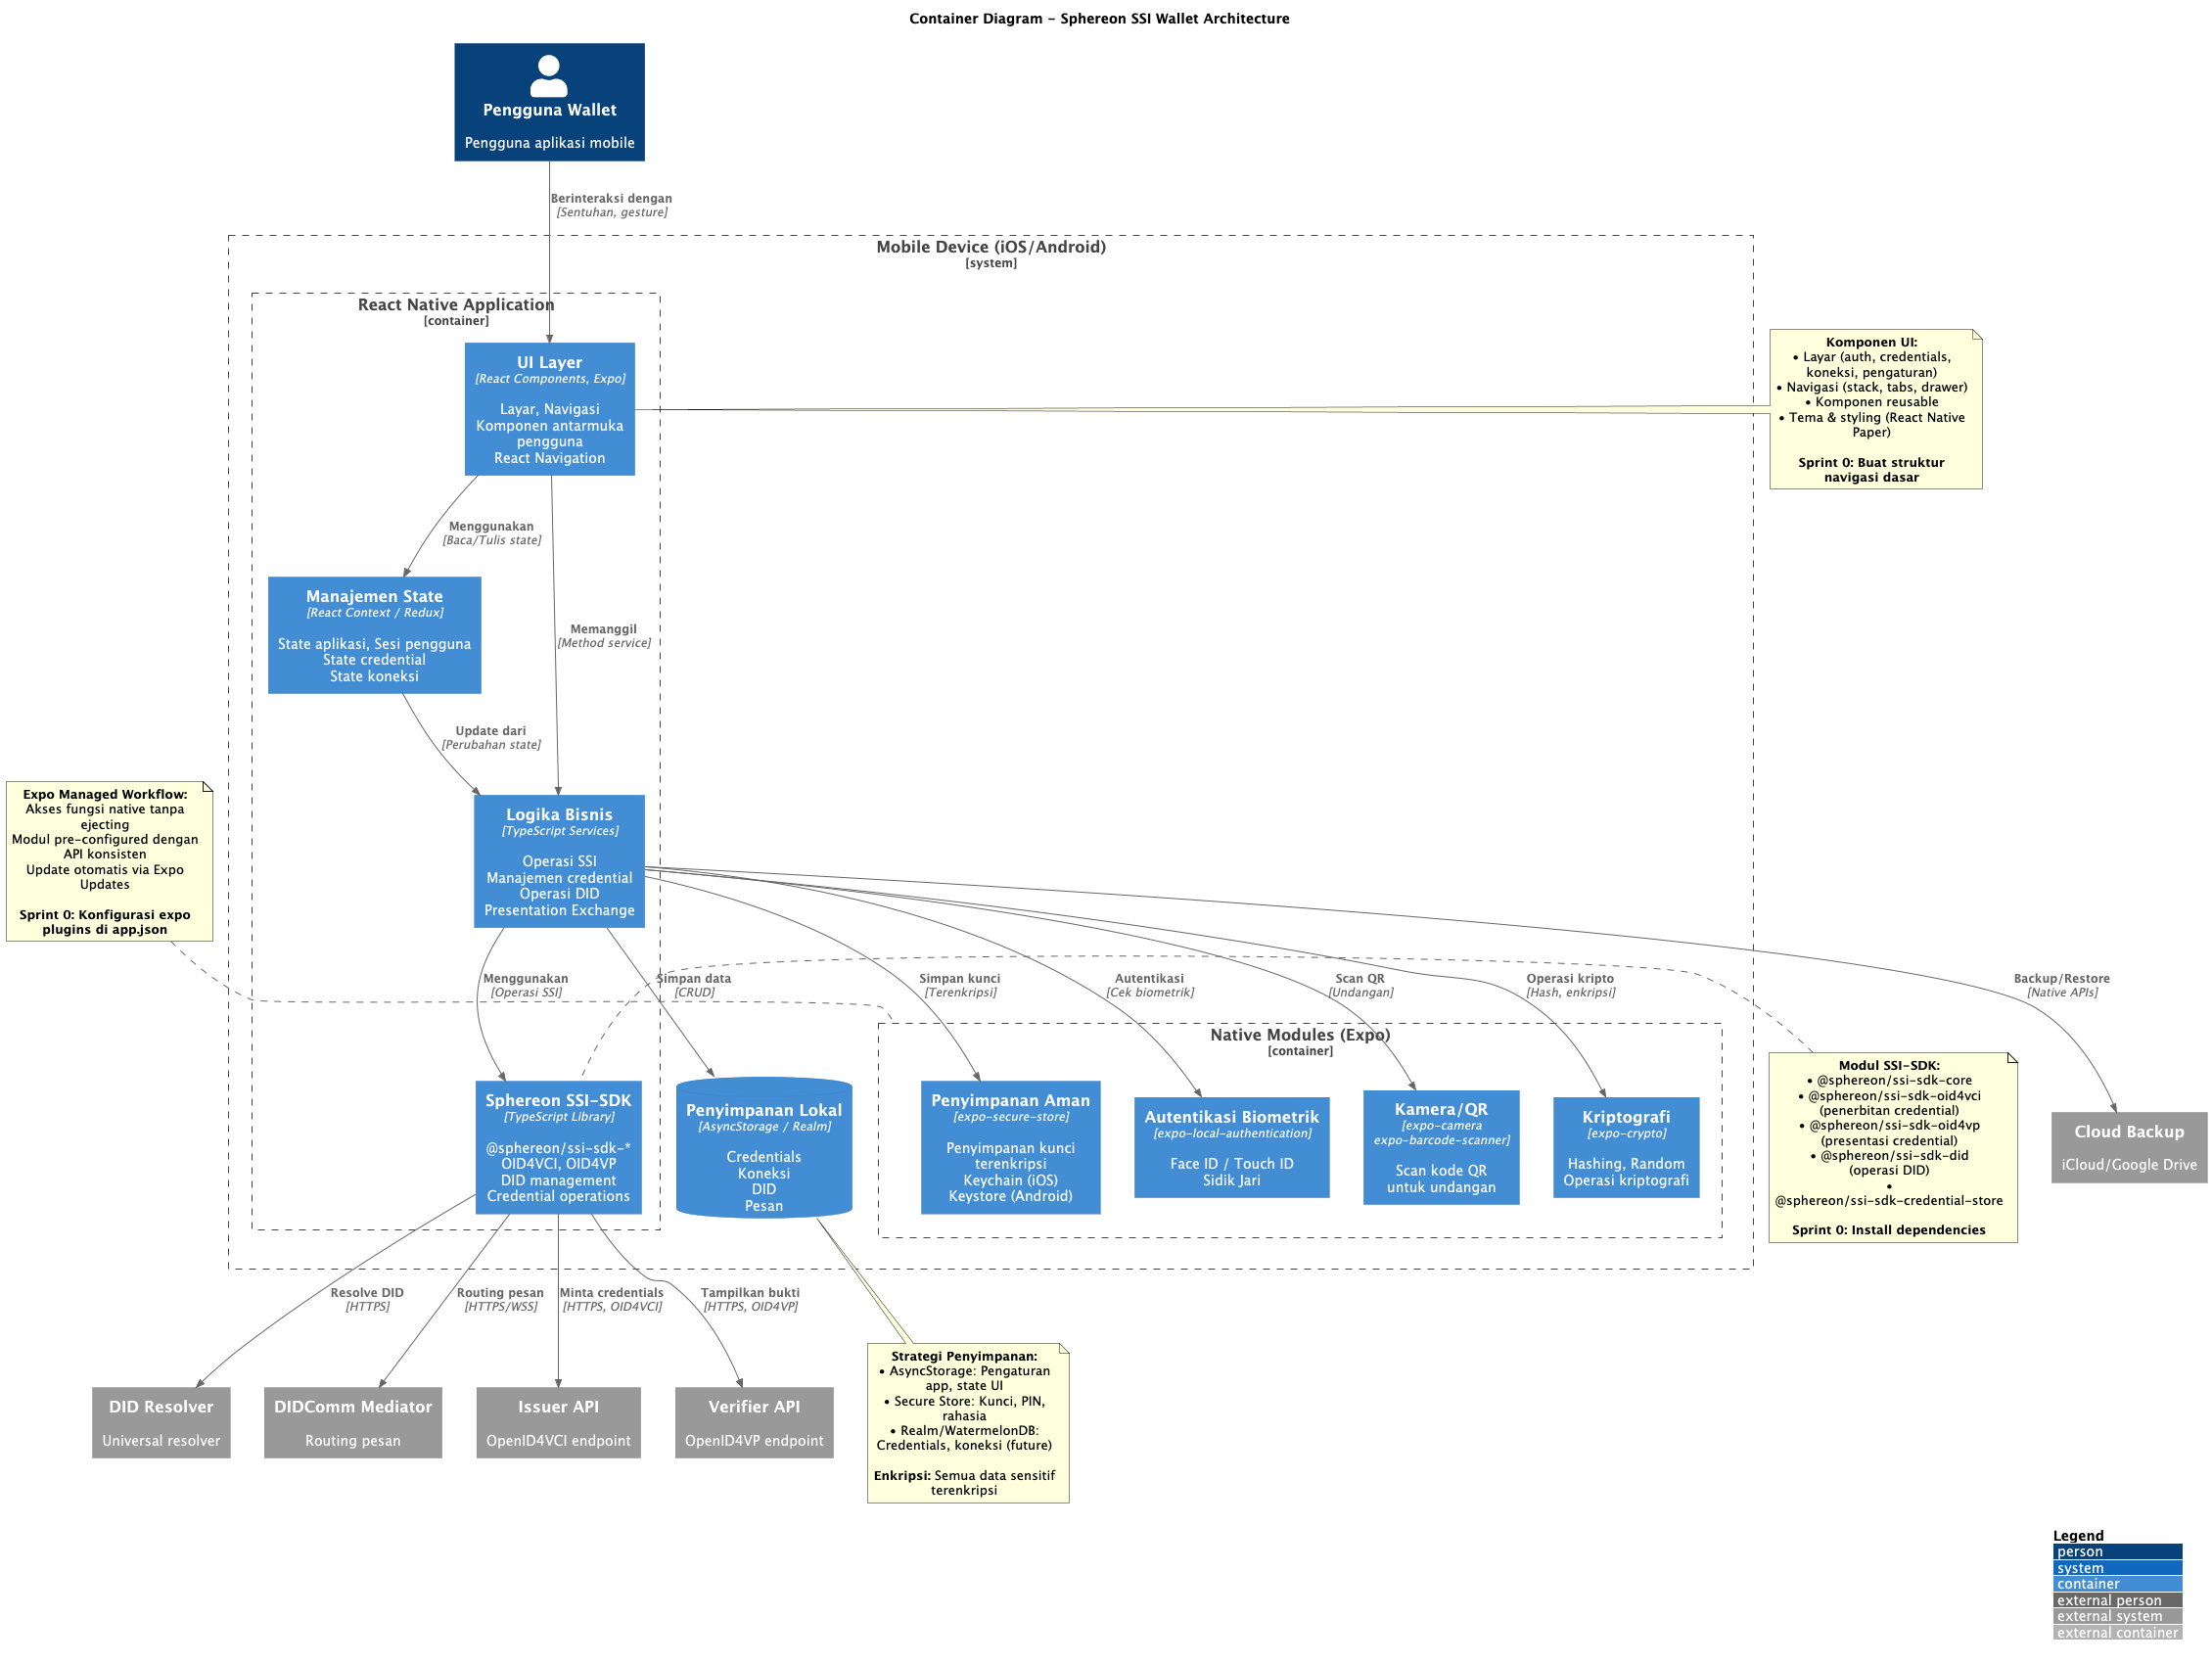 Container Diagram - Sphereon SSI Wallet Architecture
Pengguna Wallet
Pengguna aplikasi mobile
Berinteraksi dengan
[Sentuhan, gesture]
Mobile Device (iOS/Android)
[system]
React Native Application
[container]
UI Layer
[React Components, Expo]
Layar, Navigasi
Komponen antarmuka
pengguna
React Navigation
Komponen UI:
• Layar (auth, credentials,
koneksi, pengaturan)
• Navigasi (stack, tabs, drawer)
• Komponen reusable
• Tema & styling (React Native
Paper)
Sprint 0: Buat struktur
navigasi dasar
Menggunakan
[Baca/Tulis state]
Manajemen State
[React Context / Redux]
State aplikasi, Sesi pengguna
State credential
State koneksi
Memanggil
[Method service]
Update dari
[Perubahan state]
Expo Managed Workflow:
Akses fungsi native tanpa
ejecting
Modul pre-configured dengan
API konsisten
Update otomatis via Expo
Updates
Sprint 0: Konfigurasi expo
plugins di app.json
Logika Bisnis
[TypeScript Services]
Operasi SSI
Manajemen credential
Operasi DID
Presentation Exchange
Menggunakan
[Operasi SSI]
Simpan data
[CRUD]
Simpan kunci
[Terenkripsi]
Autentikasi
[Cek biometrik]
Scan QR
[Undangan]
Operasi kripto
[Hash, enkripsi]
Backup/Restore
[Native APIs]
Native Modules (Expo)
[container]
Sphereon SSI-SDK
[TypeScript Library]
@sphereon/ssi-sdk-*
OID4VCI, OID4VP
DID management
Credential operations
Penyimpanan Lokal
[AsyncStorage / Realm]
Credentials
Koneksi
DID
Pesan
Penyimpanan Aman
[expo-secure-store]
Penyimpanan kunci
terenkripsi
Keychain (iOS)
Keystore (Android)
Autentikasi Biometrik
[expo-local-authentication]
Face ID / Touch ID
Sidik Jari
Kamera/QR
[expo-camera
expo-barcode-scanner]
Scan kode QR
untuk undangan
Kriptografi
[expo-crypto]
Hashing, Random
Operasi kriptografi
Modul SSI-SDK:
• @sphereon/ssi-sdk-core
• @sphereon/ssi-sdk-oid4vci
(penerbitan credential)
• @sphereon/ssi-sdk-oid4vp
(presentasi credential)
• @sphereon/ssi-sdk-did
(operasi DID)
•
@sphereon/ssi-sdk-credential-store
Sprint 0: Install dependencies
Cloud Backup
iCloud/Google Drive
Resolve DID
[HTTPS]
Routing pesan
[HTTPS/WSS]
Minta credentials
[HTTPS, OID4VCI]
Tampilkan bukti
[HTTPS, OID4VP]
DID Resolver
Universal resolver
DIDComm Mediator
Routing pesan
Issuer API
OpenID4VCI endpoint
Verifier API
OpenID4VP endpoint
Strategi Penyimpanan:
• AsyncStorage: Pengaturan
app, state UI
• Secure Store: Kunci, PIN,
rahasia
• Realm/WatermelonDB:
Credentials, koneksi (future)
Enkripsi: Semua data sensitif
terenkripsi
Legend
person
system
container
external person
external system
external container